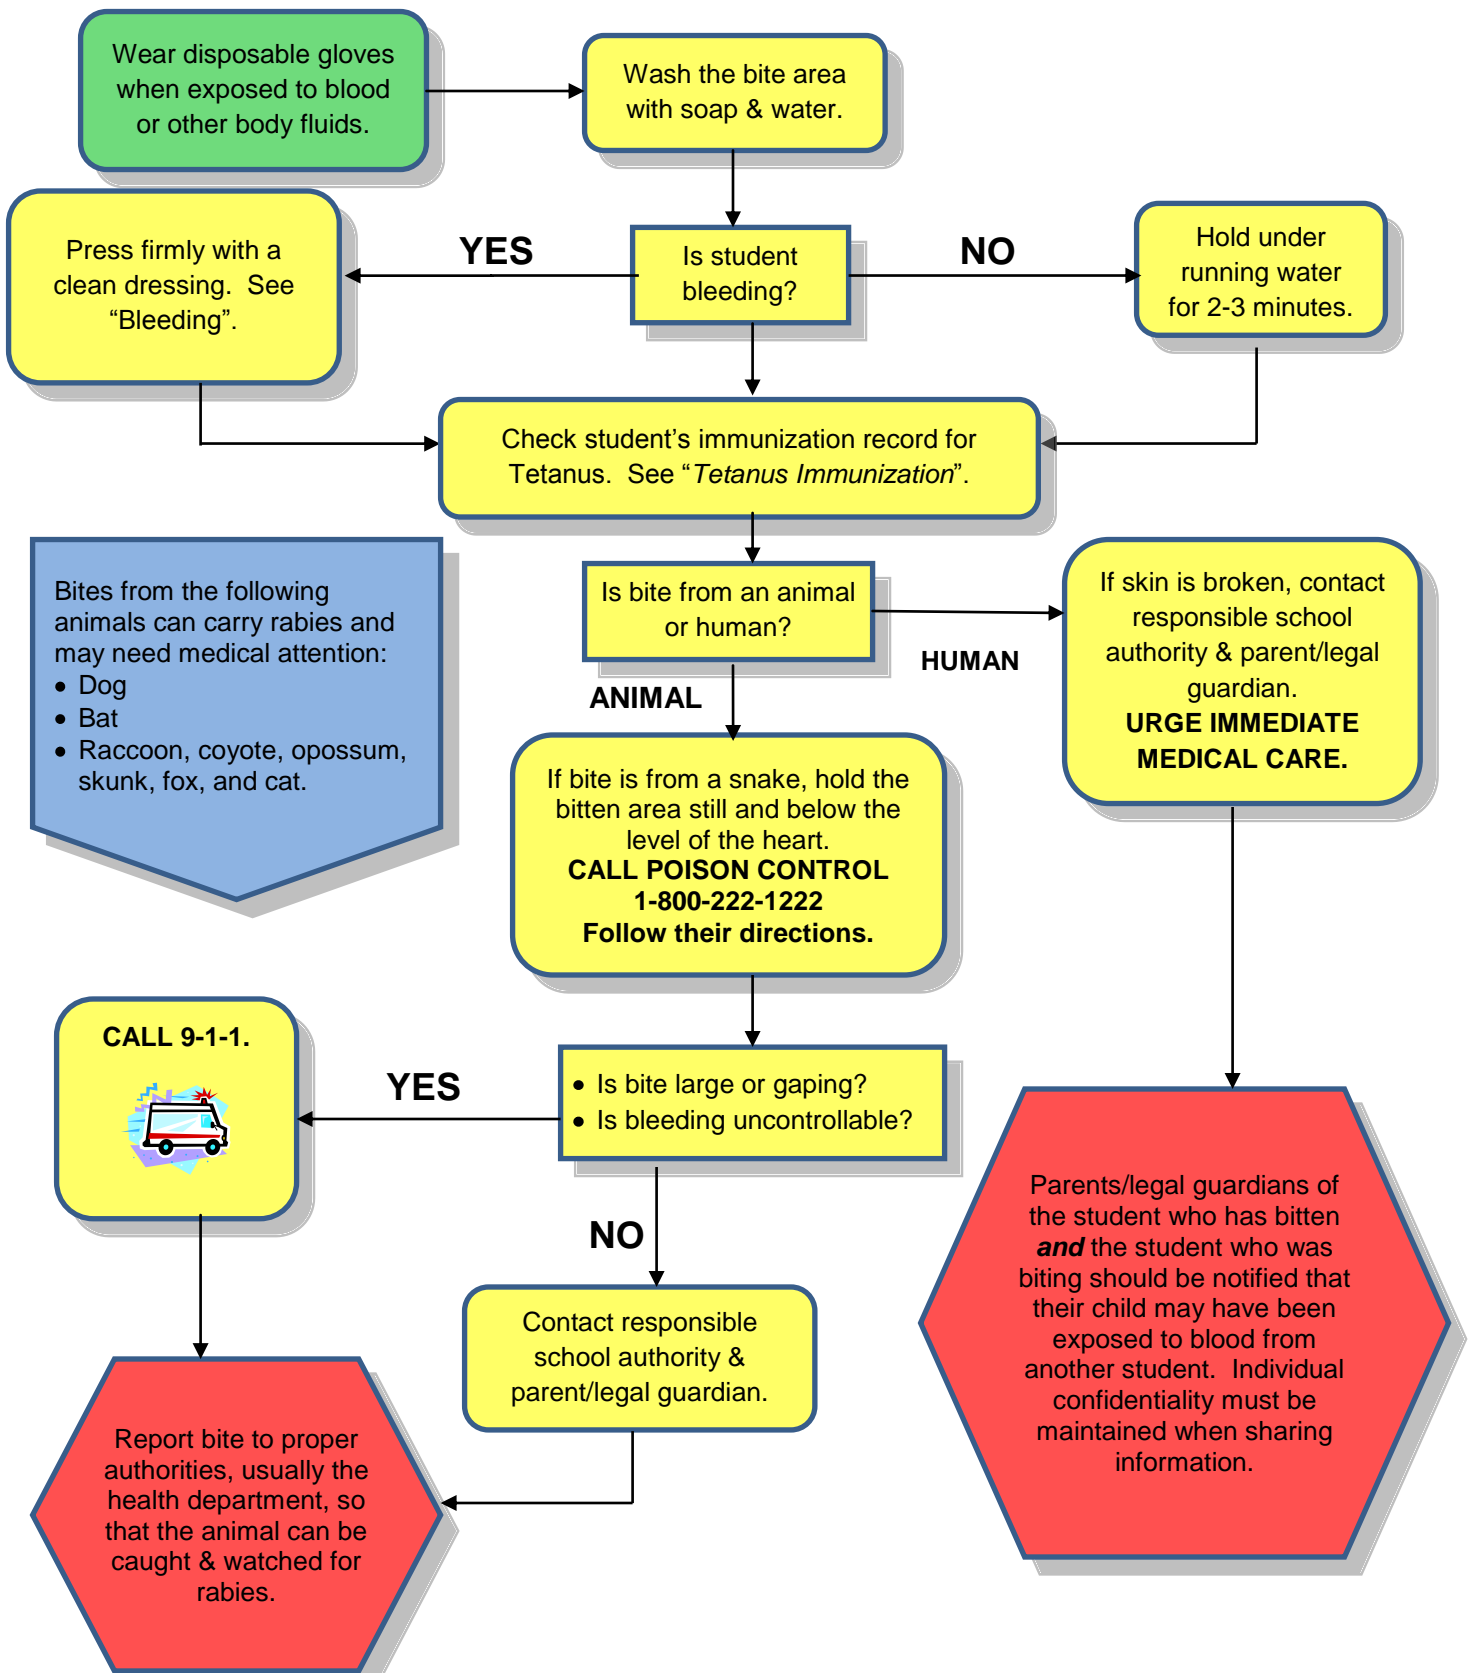 Wear disposable gloves
when exposed to blood
or other body fluids.
Wash the bite area
with soap & water.
Is student
bleeding?
YES
Press firmly with a
clean dressing.  See
“Bleeding”.
NO
Hold under
running water
for 2-3 minutes.
Check student’s immunization record for
Tetanus.  See “Tetanus Immunization”.
Bites from the following
animals can carry rabies and
may need medical attention:
• Dog
• Bat
• Raccoon, coyote, opossum,
skunk, fox, and cat.
Is bite from an animal
or human?
HUMAN
If skin is broken, contact
responsible school
authority & parent/legal
guardian.
URGE IMMEDIATE
MEDICAL CARE.
ANIMAL
If bite is from a snake, hold the
bitten area still and below the
level of the heart.
CALL POISON CONTROL
1-800-222-1222
Follow their directions.
• Is bite large or gaping?
• Is bleeding uncontrollable?
YES
CALL 9-1-1.
NO
Contact responsible
school authority &
parent/legal guardian.
Report bite to proper
authorities, usually the
health department, so
that the animal can be
caught & watched for
rabies.
Parents/legal guardians of
the student who has bitten
and the student who was
biting should be notified that
their child may have been
exposed to blood from
another student.  Individual
confidentiality must be
maintained when sharing
information.